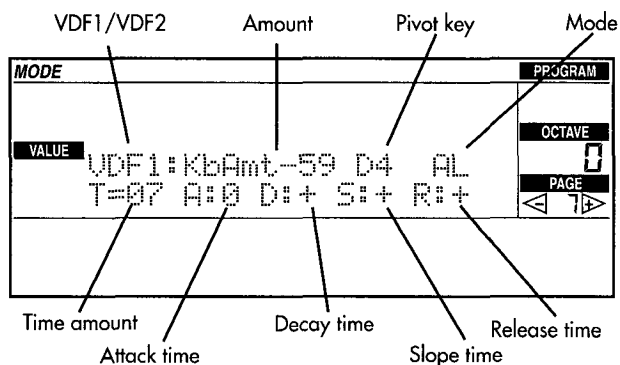 VDF1/VDF2 Amount Pivot key Mode
MODE PROGRAM
OCTAVE
VALUE VDF1:KbAmt-59 D4 AL 0
T=07 A:0 D:+ S:+ R:+ PAGE
- 7 +
Time amount Decay time Release time
Attack time Slope time